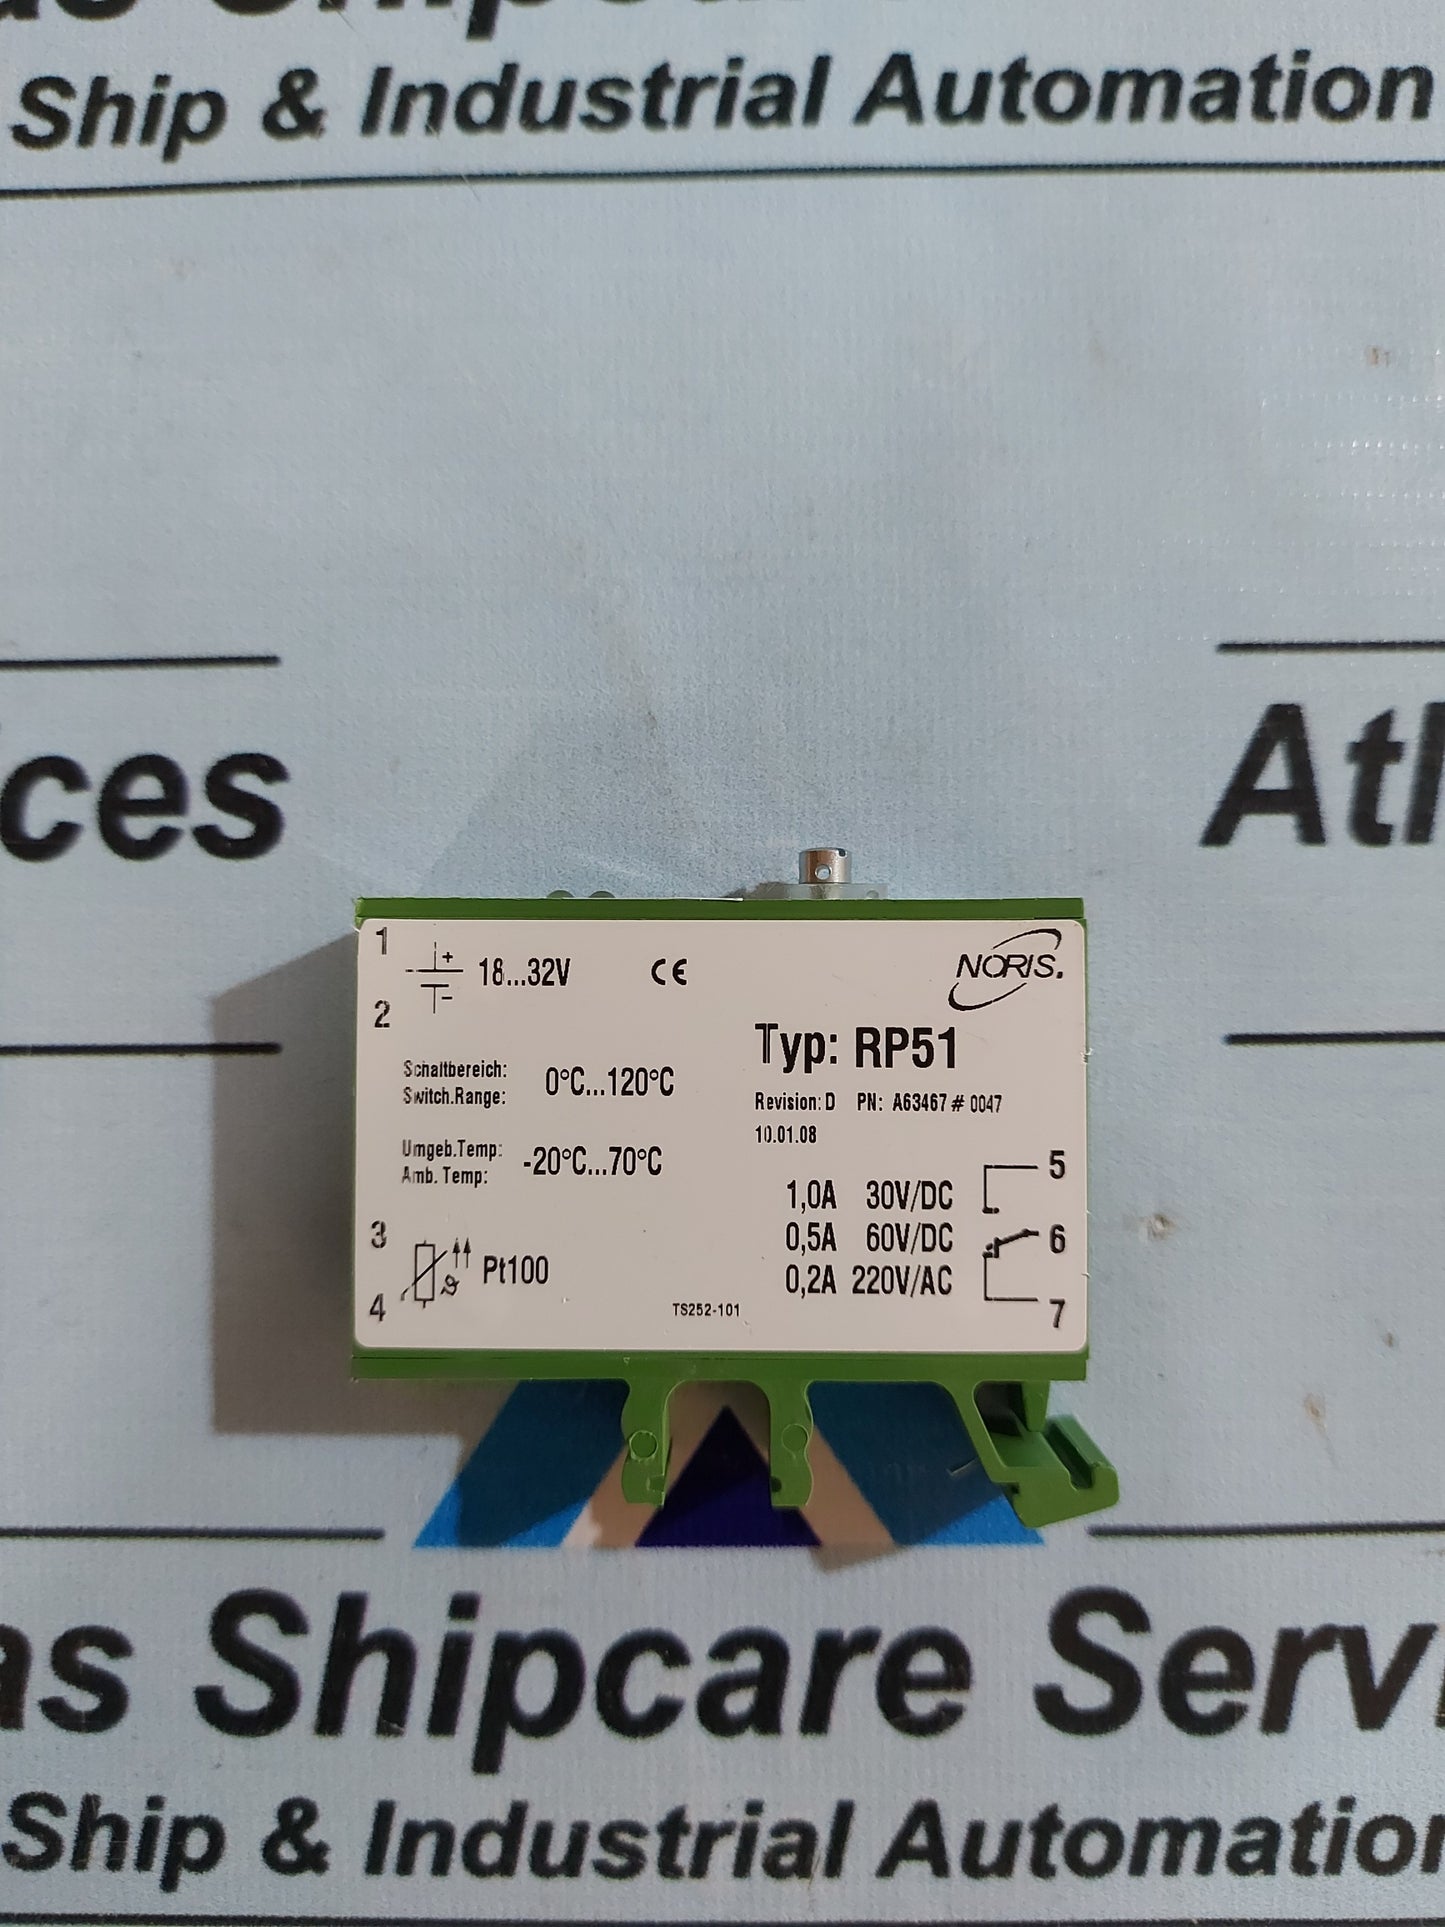 Shipcar
Ship & Industrial Automation
ces
Atl
1
+
18...32V
CE
NORIS.
-
2
Typ: RP51
Schaltbereich:
Switch.Range:
0°C...120°C
Revision: D PN: A63467 # 0047
10.01.08
Umgeb.Temp:
Amb. Temp:
-20°C...70°C
5
1,0A 30V/DC
0,5A 60V/DC
6
0,2A 220V/AC
3
ϑ
Pt100
4
TS252-101
7
as Shipcare Servi
Ship & Industrial Automation